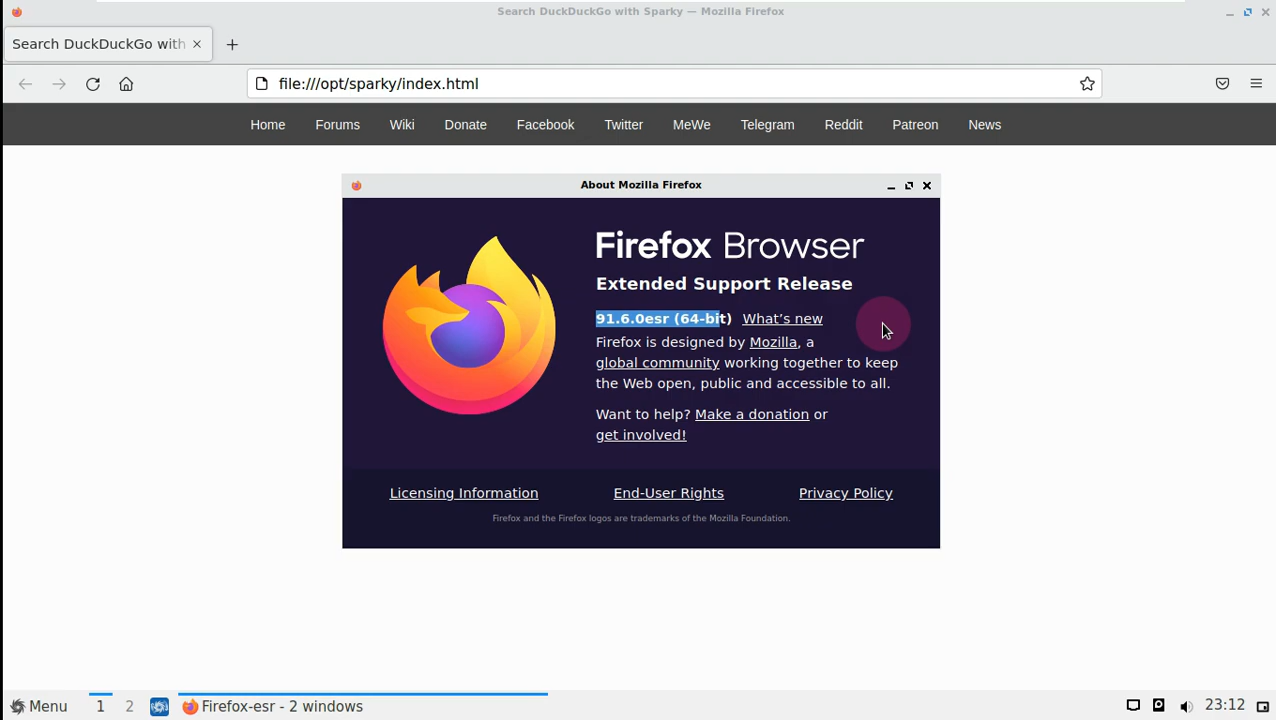 Search DuckDuckGo with Sparky — Mozilla Firefox
Search DuckDuckGo with
file:///opt/sparky/index.html
Home Forums Wiki Donate Facebook Twitter MeWe Telegram Reddit Patreon News
About Mozilla Firefox
Firefox Browser
Extended Support Release
91.6.0esr (64-bit) What's new
Firefox is designed by Mozilla, a
global community working together to keep
the Web open, public and accessible to all.
Want to help? Make a donation or
get involved!
Licensing Information End-User Rights Privacy Policy
Firefox and the Firefox logos are trademarks of the Mozilla Foundation.
Menu 1 2 Firefox-esr - 2 windows 23:12